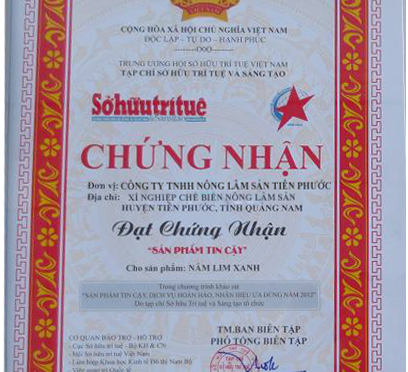 CỘNG HÒA XÃ HỘI CHỦ NGHĨA VIỆT NAM
ĐỘC LẬP - TỰ DO - HẠNH PHÚC
TRUNG ƯƠNG HỘI SỞ HỮU TRÍ TUỆ VIỆT NAM
TẠP CHÍ SỞ HỮU TRÍ TUỆ VÀ SÁNG TẠO
Sởhữutrítuệ
CHỨNG NHẬN
Đơn vị: CÔNG TY TNHH NÔNG LÂM SẢN TIÊN PHƯỚC
Địa chỉ: XÍ NGHIỆP CHẾ BIẾN NÔNG SẢN
HUYỆN TIÊN PHƯỚC, TỈNH QUẢNG NAM
Đạt Chứng Nhận
"SẢN PHẨM TIN CẬY"
Cho sản phẩm: NẤM LIM XANH
Trong chương trình khảo sát
"SẢN PHẨM TIN CẬY, DỊCH VỤ HOÀN HẢO, NHÃN HIỆU ƯA DÙNG NĂM 2012"
Do tạp chí Sở hữu Trí tuệ và Sáng tạo tổ chức
CƠ QUAN BẢO TRỢ - HỖ TRỢ
- Cục Sở hữu trí tuệ - Bộ KH & CN
- Hội Sở hữu trí tuệ Việt Nam
- Liên hiệp Khoa học Kinh tế Đô thị Nam Bộ
TM.BAN BIÊN TẬP
PHÓ TỔNG BIÊN TẬP